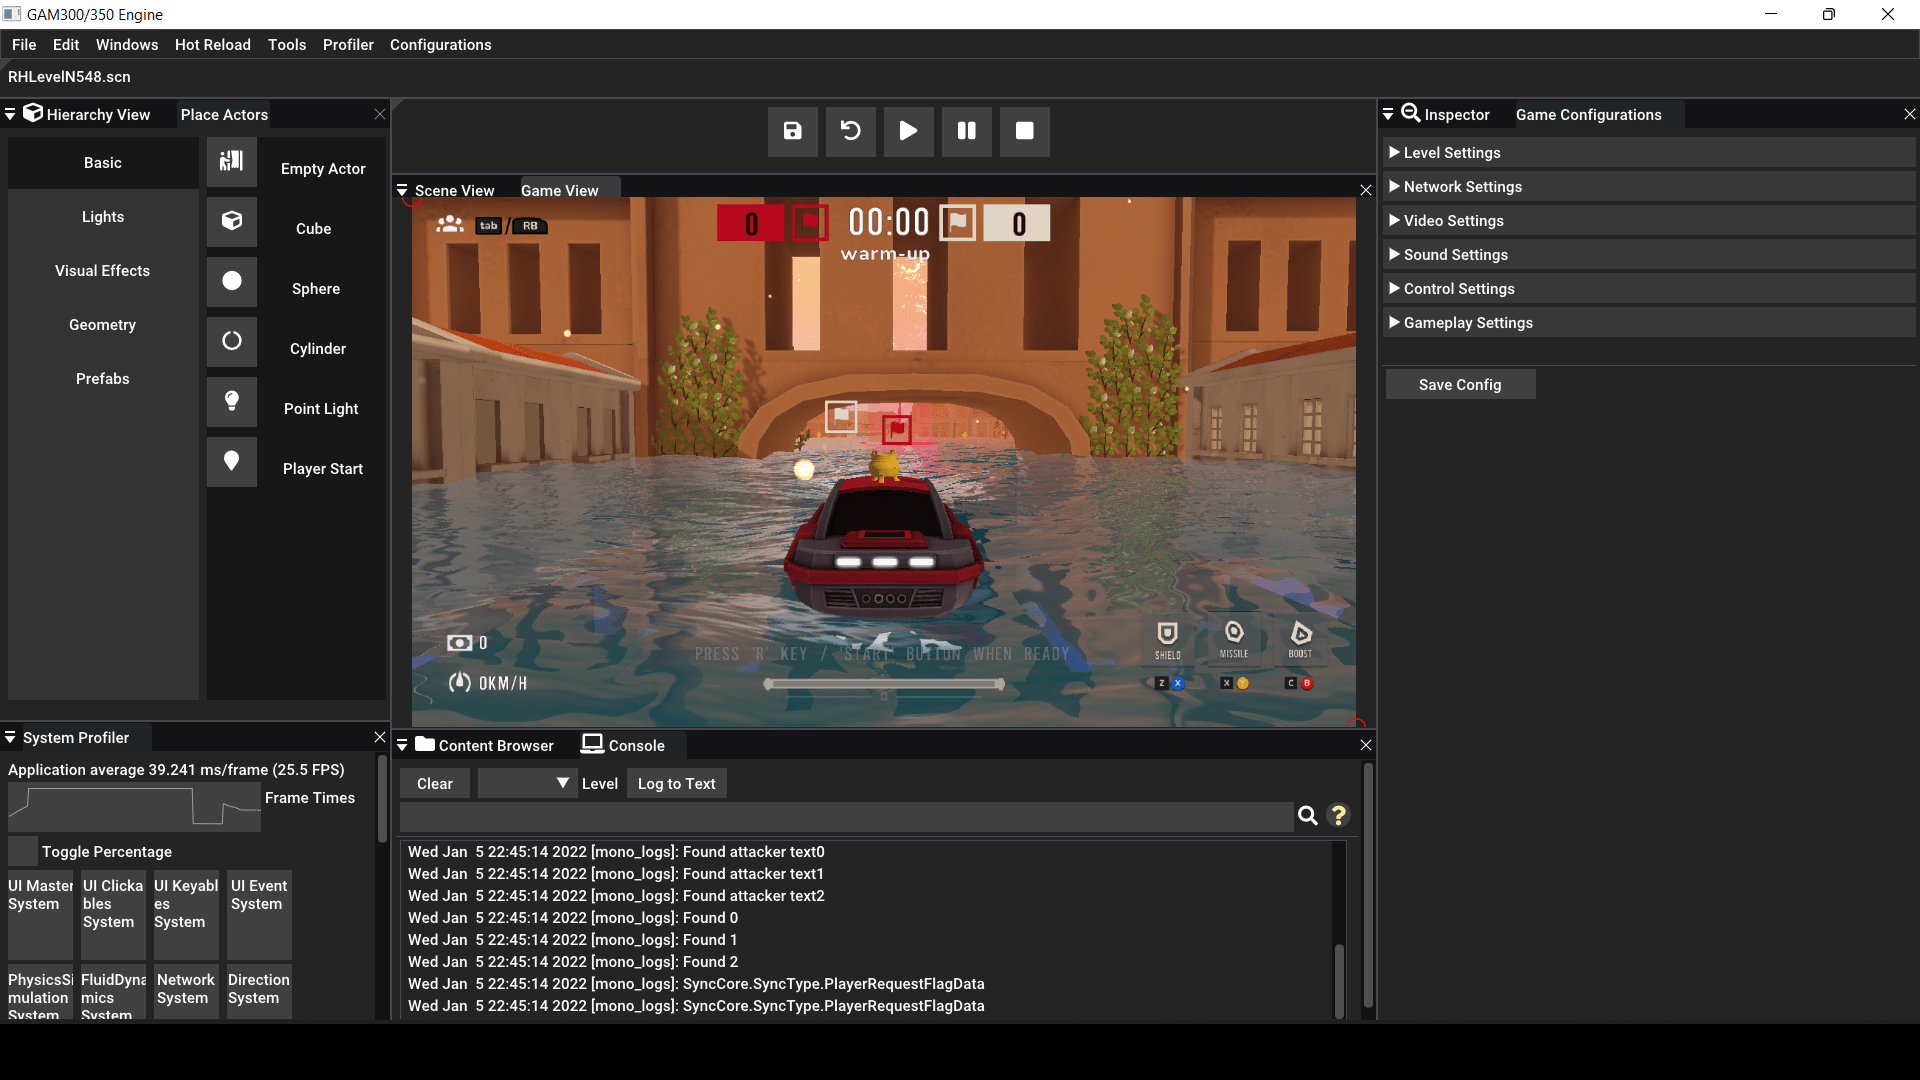 GAM300/350 Engine
File Edit Windows Hot Reload Tools Profiler Configurations
RHLevelN548.scn
Hierarchy View Place Actors
Basic
Lights
Visual Effects
Geometry
Prefabs
Empty Actor
Cube
Sphere
Cylinder
Point Light
Player Start
Scene View Game View
tab / RB
0 00:00 0
warm-up
PRESS 'R' KEY / 'START' BUTTON WHEN READY
0
0KM/H
SHIELD MISSILE BOOST
Z X X Y C B
Inspector Game Configurations
Level Settings
Network Settings
Video Settings
Sound Settings
Control Settings
Gameplay Settings
Save Config
System Profiler
Application average 39.241 ms/frame (25.5 FPS)
Frame Times
Toggle Percentage
UI Master
System
UI Clicka
bles
System
UI Keyabl
es
System
UI Event
System
PhysicsSi
mulation
System
FluidDyna
mics
System
Network
System
Direction
System
Content Browser Console
Clear Level Log to Text
?
Wed Jan  5 22:45:14 2022 [mono_logs]: Found attacker text0
Wed Jan  5 22:45:14 2022 [mono_logs]: Found attacker text1
Wed Jan  5 22:45:14 2022 [mono_logs]: Found attacker text2
Wed Jan  5 22:45:14 2022 [mono_logs]: Found 0
Wed Jan  5 22:45:14 2022 [mono_logs]: Found 1
Wed Jan  5 22:45:14 2022 [mono_logs]: Found 2
Wed Jan  5 22:45:14 2022 [mono_logs]: SyncCore.SyncType.PlayerRequestFlagData
Wed Jan  5 22:45:14 2022 [mono_logs]: SyncCore.SyncType.PlayerRequestFlagData